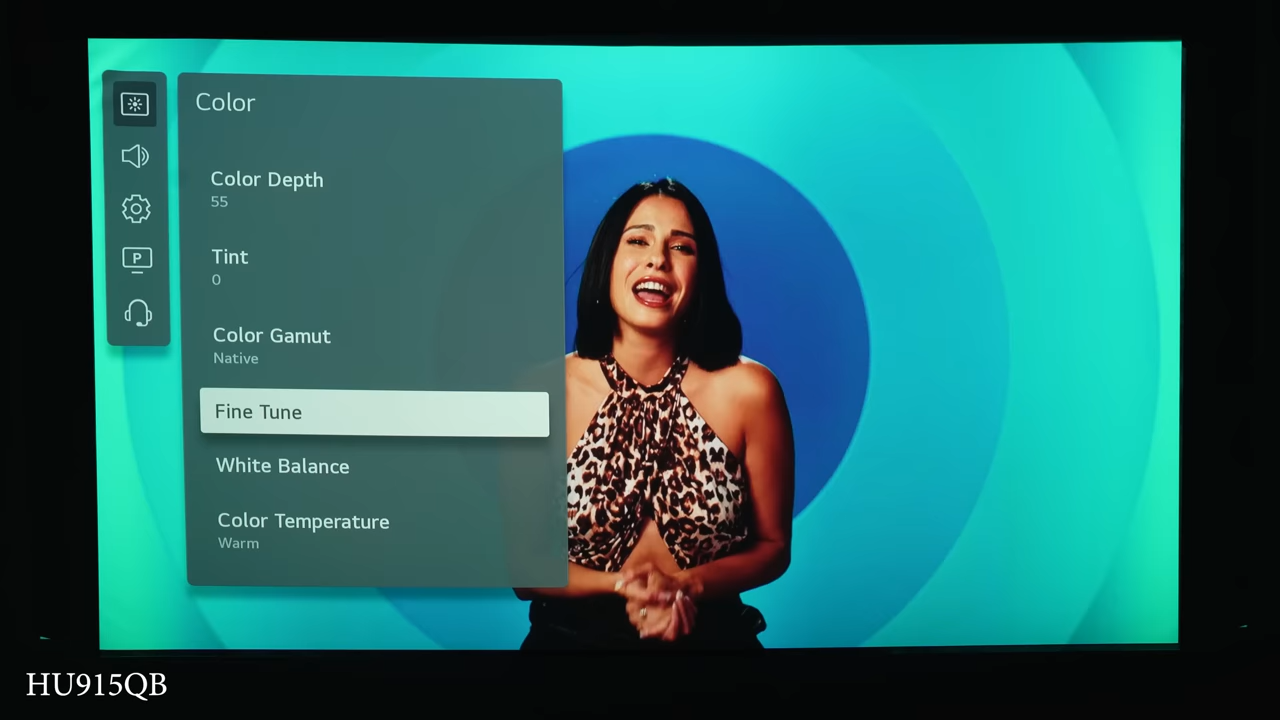 Color
Color Depth
55
Tint
0
Color Gamut
Native
Fine Tune
White Balance
Color Temperature
Warm
P
HU915QB